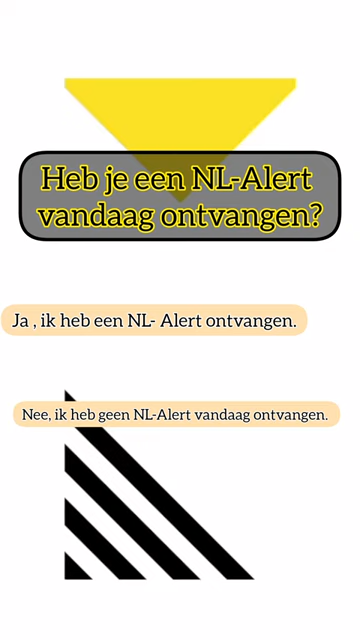 Heb je een NL-Alert
vandaag ontvangen?
Ja , ik heb een NL- Alert ontvangen.
Nee, ik heb geen NL-Alert vandaag ontvangen.